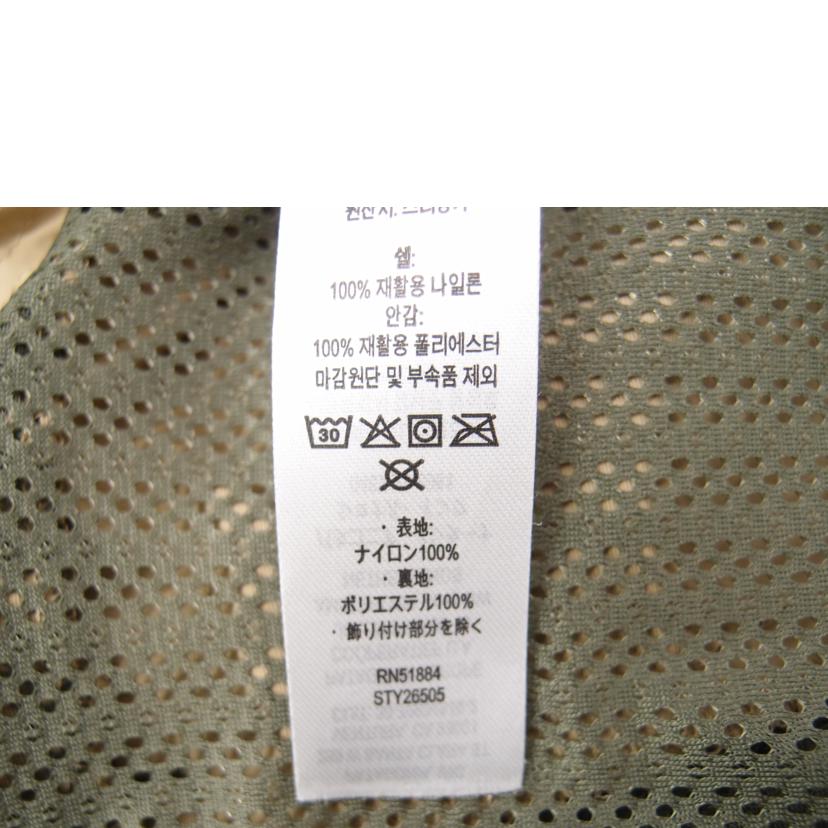 쉘:
100% 재활용 나일론
안감:
100% 재활용 폴리에스터
마감원단 및 부속품 제외
30
・表地:
ナイロン100%
・裏地:
ポリエステル100%
・飾り付け部分を除く
RN51884
STY26505